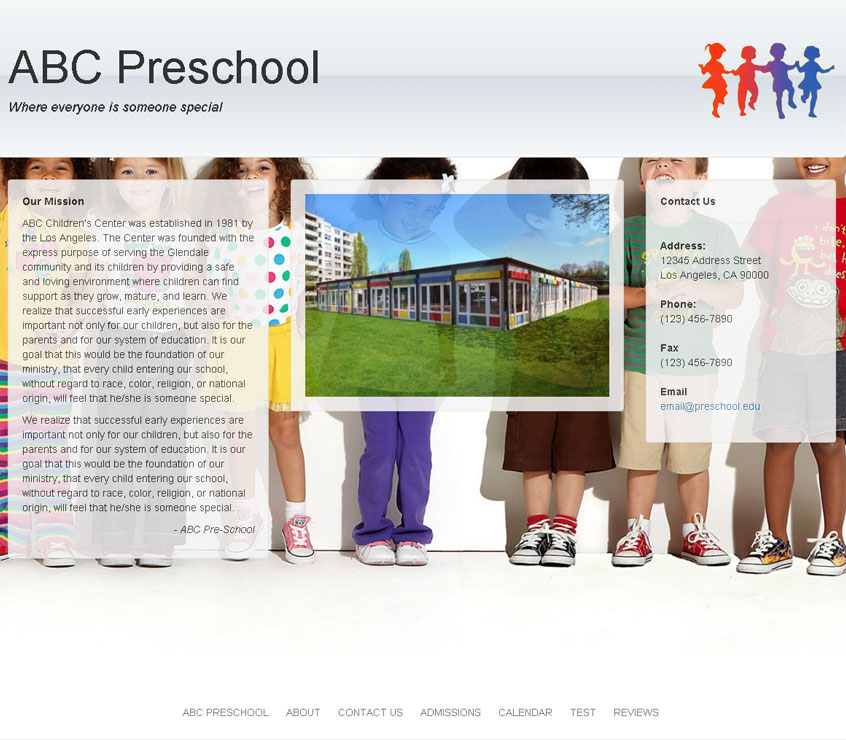 ABC Preschool
Where everyone is someone special
Our Mission
ABC Children's Center was established in 1981 by
the Los Angeles. The Center was founded with the
express purpose of serving the Glendale
community and its children by providing a safe
and loving environment where children can find
support as they grow, mature, and learn. We
realize that successful early experiences are
important not only for our children, but also for the
parents and for our system of education. It is our
goal that this would be the foundation of our
ministry, that every child entering our school,
without regard to race, color, religion, or national
origin, will feel that he/she is someone special.
We realize that successful early experiences are
important not only for our children, but also for the
parents and for our system of education. It is our
goal that this would be the foundation of our
ministry, that every child entering our school,
without regard to race, color, religion, or national
origin, will feel that he/she is someone special.
- ABC Pre-School
Contact Us
Address:
12345 Address Street
Los Angeles, CA 90000
Phone:
(123) 456-7890
Fax
(123) 456-7890
Email
email@preschool.edu
ABC PRESCHOOL ABOUT CONTACT US ADMISSIONS CALENDAR TEST REVIEWS